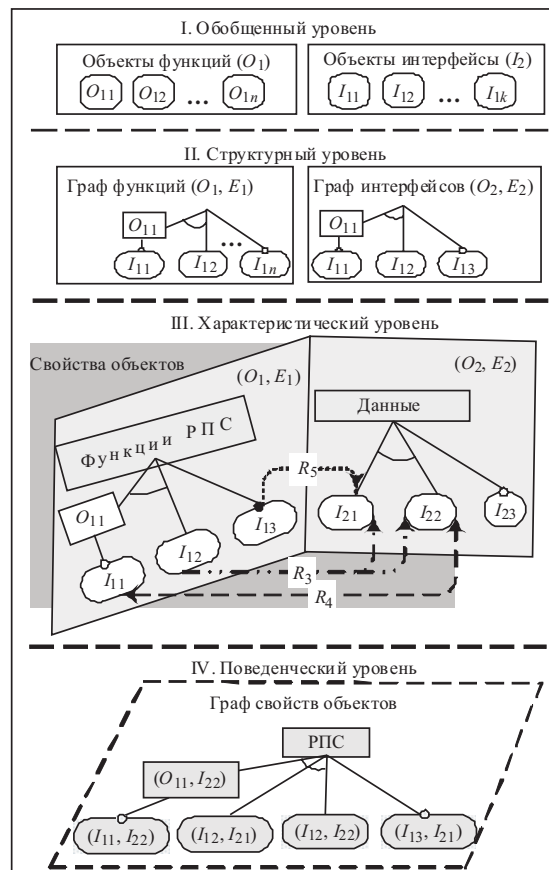 I. Обобщенный уровень
Объекты функций (O1) Объекты интерфейсы (I2)
O11 O12 ... O1n I11 I12 ... I1k
II. Структурный уровень
Граф функций (O1, E1) Граф интерфейсов (O2, E2)
O11 O11
...
I11 I12 I1n I11 I12 I13
III. Характеристический уровень
Свойства объектов (O1, E1) (O2, E2)
Функции РПС Данные
R5
O11 I13 I21 I22 I23
I11 I12
R3
R4
IV. Поведенческий уровень
Граф свойств объектов
РПС
(O11, I22)
(I11, I22) (I12, I21) (I12, I22) (I13, I21)